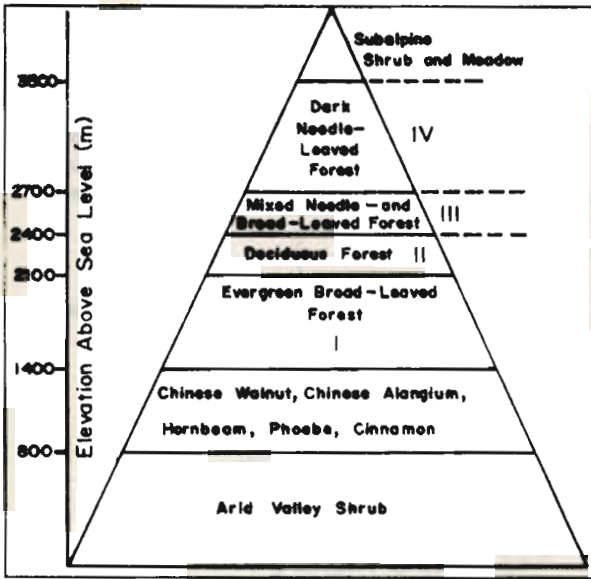 Subalpine
Shrub and Meadow
Dark
Needle-
Leaved
Forest
IV
Mixed Needle-and
Broad-Leaved Forest
III
Deciduous Forest II
Evergreen Broad-Leaved
Forest
I
Chinese Walnut, Chinese Alangium,
Hornbeam, Phoebe, Cinnamon
Arid Valley Shrub
2700
2400
2100
1400
800
Elevation Above Sea Level (m)